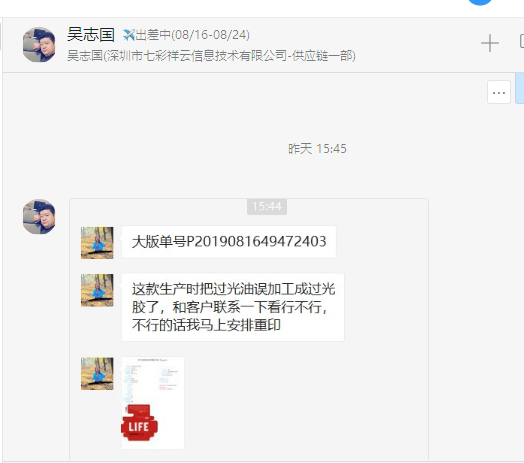 吴志国 ✈出差中(08/16-08/24)
吴志国(深圳市七彩祥云信息技术有限公司-供应链一部)
昨天 15:45
15:44
大版单号P2019081649472403
这款生产时把过光油误加工成过光
胶了，和客户联系一下看行不行，
不行的话我马上安排重印
LIFE